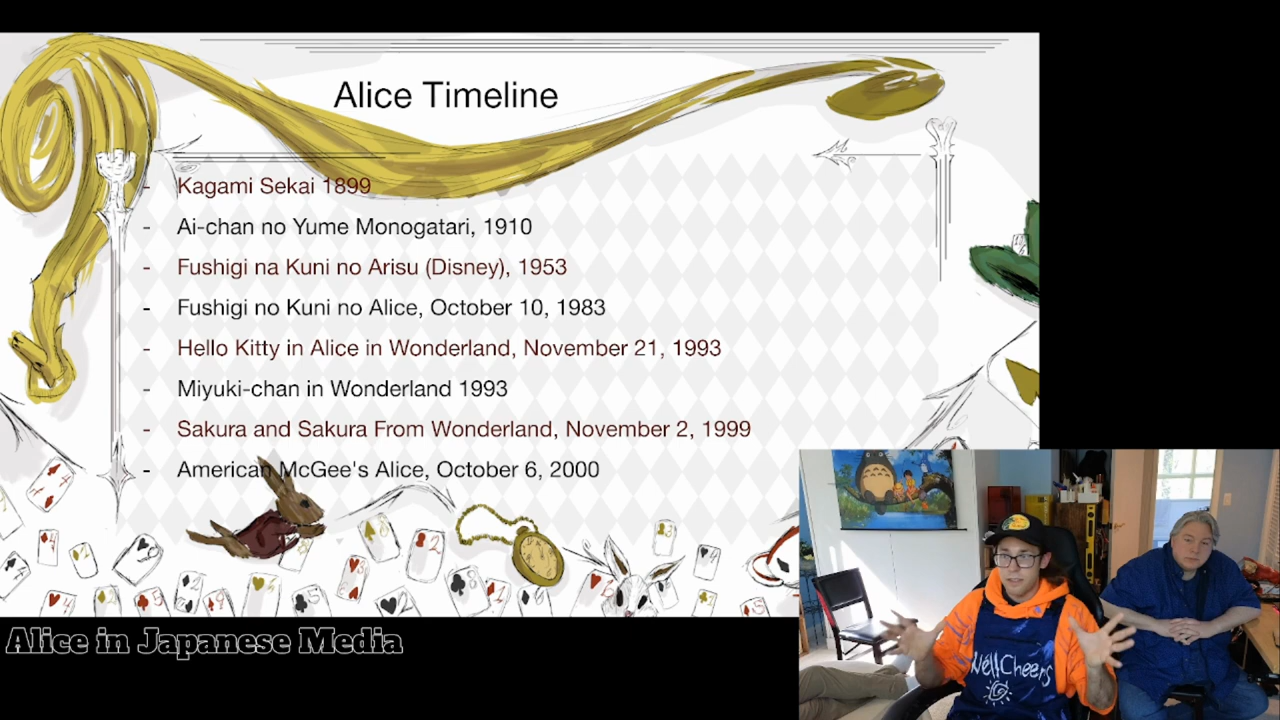 Alice Timeline
- Kagami Sekai 1899
- Ai-chan no Yume Monogatari, 1910
- Fushigi na Kuni no Arisu (Disney), 1953
- Fushigi no Kuni no Alice, October 10, 1983
- Hello Kitty in Alice in Wonderland, November 21, 1993
- Miyuki-chan in Wonderland 1993
- Sakura and Sakura From Wonderland, November 2, 1999
- American McGee's Alice, October 6, 2000
Alice in Japanese Media
WellCheers